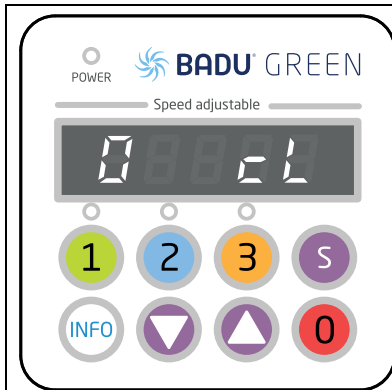 POWER
BADU® GREEN
Speed adjustable
0 cL
1 2 3 S
INFO 0